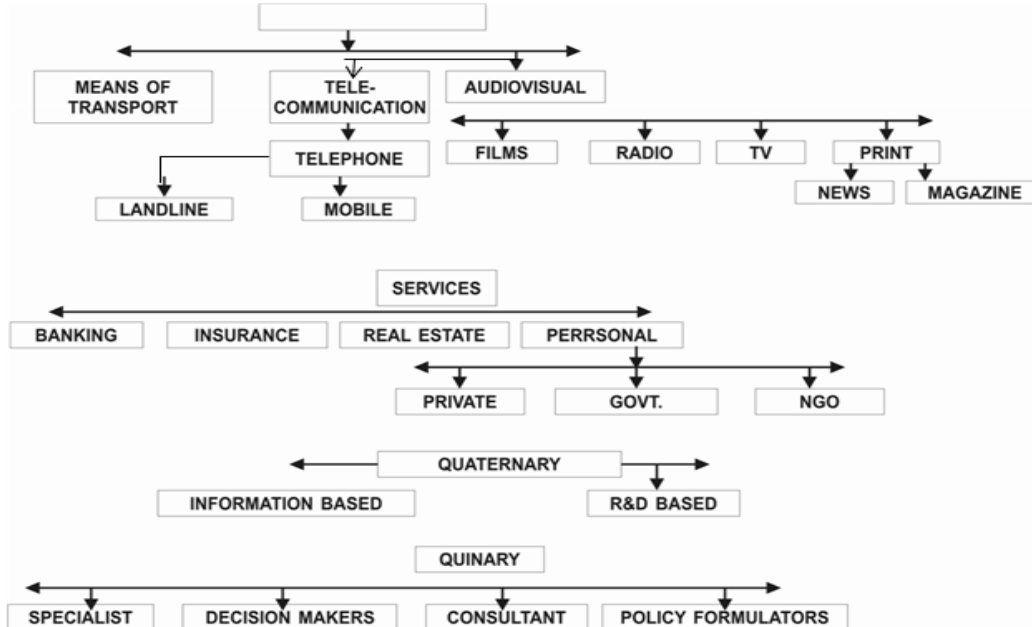 MEANS OF
TRANSPORT
TELE-
COMMUNICATION
AUDIOVISUAL
TELEPHONE
FILMS
RADIO
TV
PRINT
LANDLINE
MOBILE
NEWS
MAGAZINE
SERVICES
BANKING
INSURANCE
REAL ESTATE
PERRSONAL
PRIVATE
GOVT.
NGO
QUATERNARY
INFORMATION BASED
R&D BASED
QUINARY
SPECIALIST
DECISION MAKERS
CONSULTANT
POLICY FORMULATORS